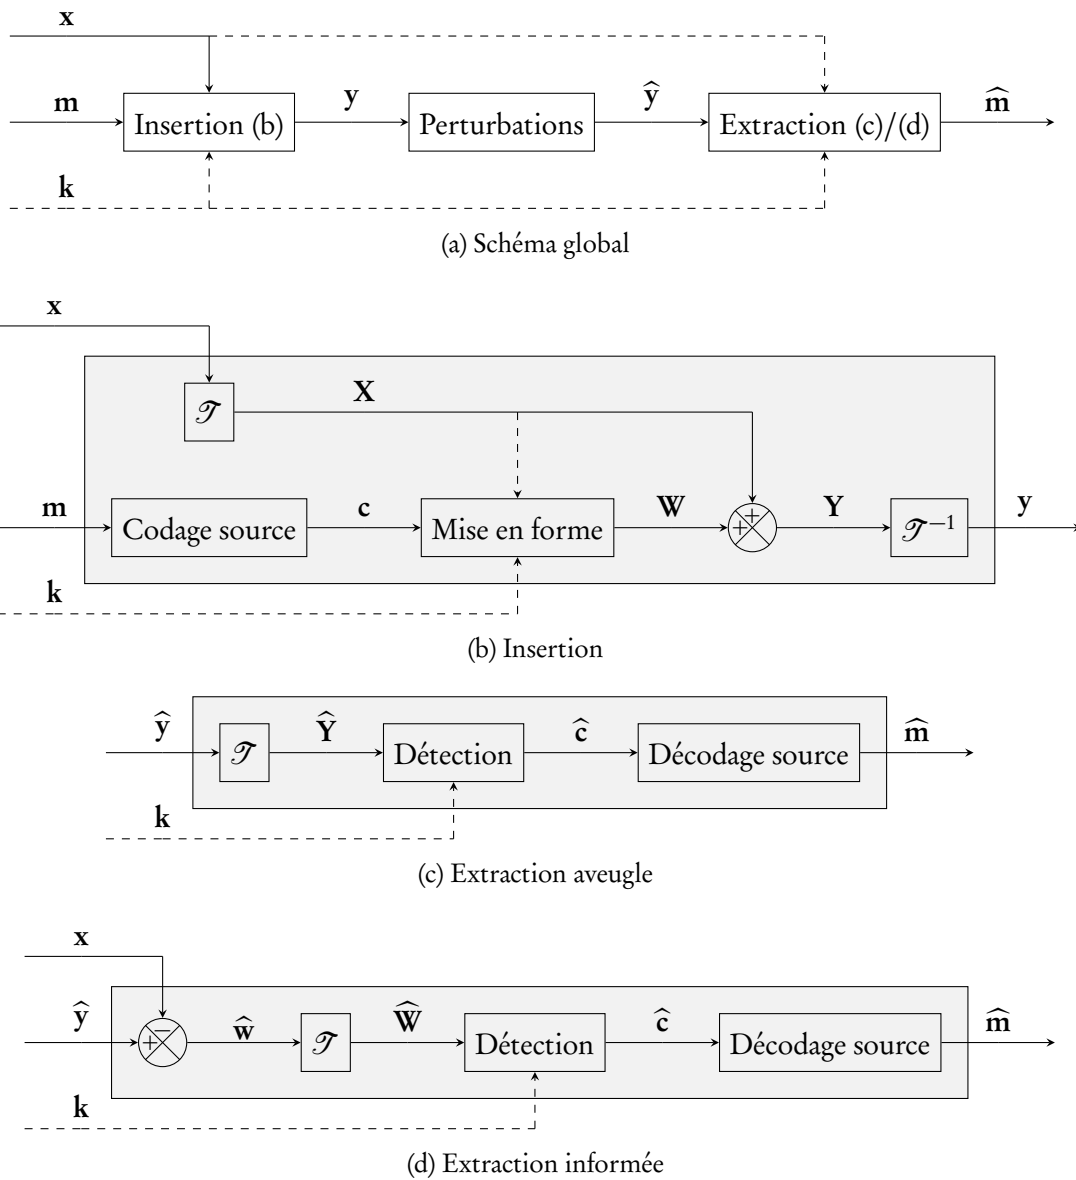 x
m
Insertion (b)
y
Perturbations
ŷ
Extraction (c)/(d)
m̂
k
(a) Schéma global
x
𝒯
X
m
Codage source
c
Mise en forme
W
+
+
Y
𝒯⁻¹
y
k
(b) Insertion
ŷ
𝒯
Ŷ
Détection
ĉ
Décodage source
m̂
k
(c) Extraction aveugle
x
ŷ
+
−
ŵ
𝒯
Ŵ
Détection
ĉ
Décodage source
m̂
k
(d) Extraction informée